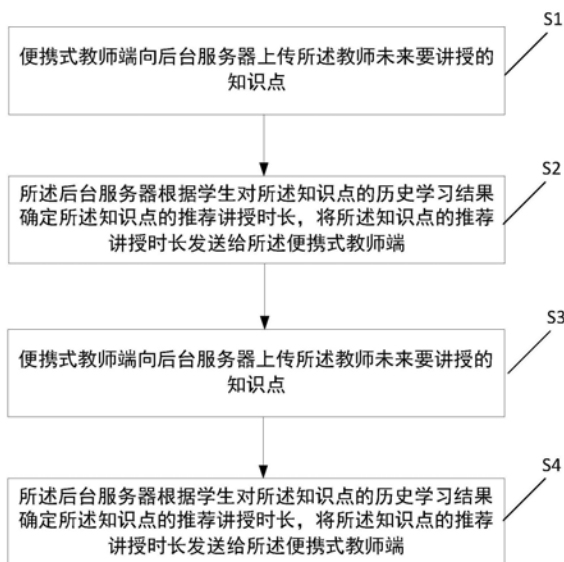 S1
便携式教师端向后台服务器上传所述教师未来要讲授的
知识点
S2
所述后台服务器根据学生对所述知识点的历史学习结果
确定所述知识点的推荐讲授时长，将所述知识点的推荐
讲授时长发送给所述便携式教师端
S3
便携式教师端向后台服务器上传所述教师未来要讲授的
知识点
S4
所述后台服务器根据学生对所述知识点的历史学习结果
确定所述知识点的推荐讲授时长，将所述知识点的推荐
讲授时长发送给所述便携式教师端